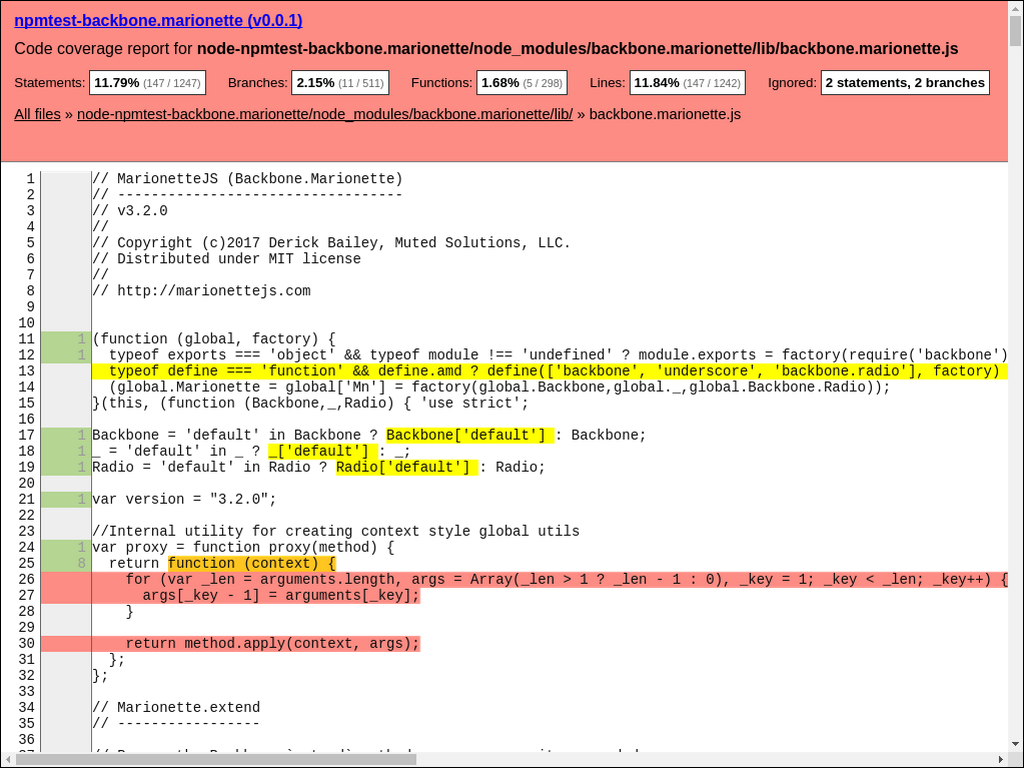 npmtest-backbone.marionette (v0.0.1)
Code coverage report for node-npmtest-backbone.marionette/node_modules/backbone.marionette/lib/backbone.marionette.js
Statements: 11.79% (147 / 1247) Branches: 2.15% (11 / 511) Functions: 1.68% (5 / 298) Lines: 11.84% (147 / 1242) Ignored: 2 statements, 2 branches
All files » node-npmtest-backbone.marionette/node_modules/backbone.marionette/lib/ » backbone.marionette.js
1 // MarionetteJS (Backbone.Marionette)
2 // ----------------------------------
3 // v3.2.0
4 //
5 // Copyright (c)2017 Derick Bailey, Muted Solutions, LLC.
6 // Distributed under MIT license
7 //
8 // http://marionettejs.com
9
10
11 1 (function (global, factory) {
12 1 typeof exports === 'object' && typeof module !== 'undefined' ? module.exports = factory(require('backbone')
13 typeof define === 'function' && define.amd ? define(['backbone', 'underscore', 'backbone.radio'], factory)
14 (global.Marionette = global['Mn'] = factory(global.Backbone,global._,global.Backbone.Radio));
15 }(this, (function (Backbone,_,Radio) { 'use strict';
16
17 1 Backbone = 'default' in Backbone ? Backbone['default'] : Backbone;
18 1 _ = 'default' in _ ? _['default'] : _;
19 1 Radio = 'default' in Radio ? Radio['default'] : Radio;
20
21 1 var version = "3.2.0";
22
23 //Internal utility for creating context style global utils
24 1 var proxy = function proxy(method) {
25 8 return function (context) {
26 for (var _len = arguments.length, args = Array(_len > 1 ? _len - 1 : 0), _key = 1; _key < _len; _key++) {
27 args[_key - 1] = arguments[_key];
28 }
29
30 return method.apply(context, args);
31 };
32 };
33
34 // Marionette.extend
35 // -----------------
36